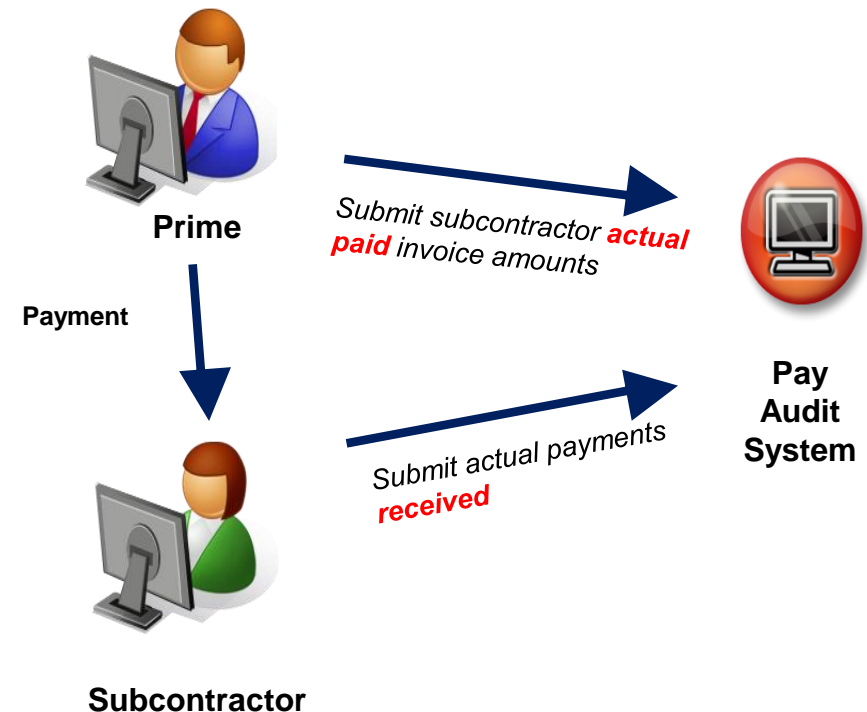 Prime
Submit subcontractor actual
paid invoice amounts
Payment
Pay
Audit
System
Submit actual payments
received
Subcontractor